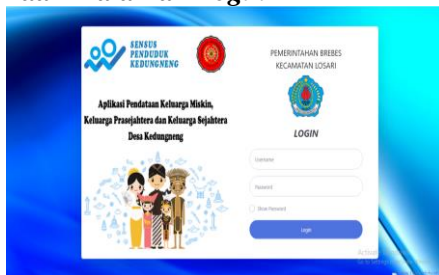 SENSUS
PENDUDUK
KEDUNGNENG
Aplikasi Pendataan Keluarga Miskin,
Keluarga Prasejahtera dan Keluarga Sejahtera
Desa Kedungneng
PEMERINTAHAN BREBES
KECAMATAN LOSARI
LOGIN
Username
Password
Show Password
Login